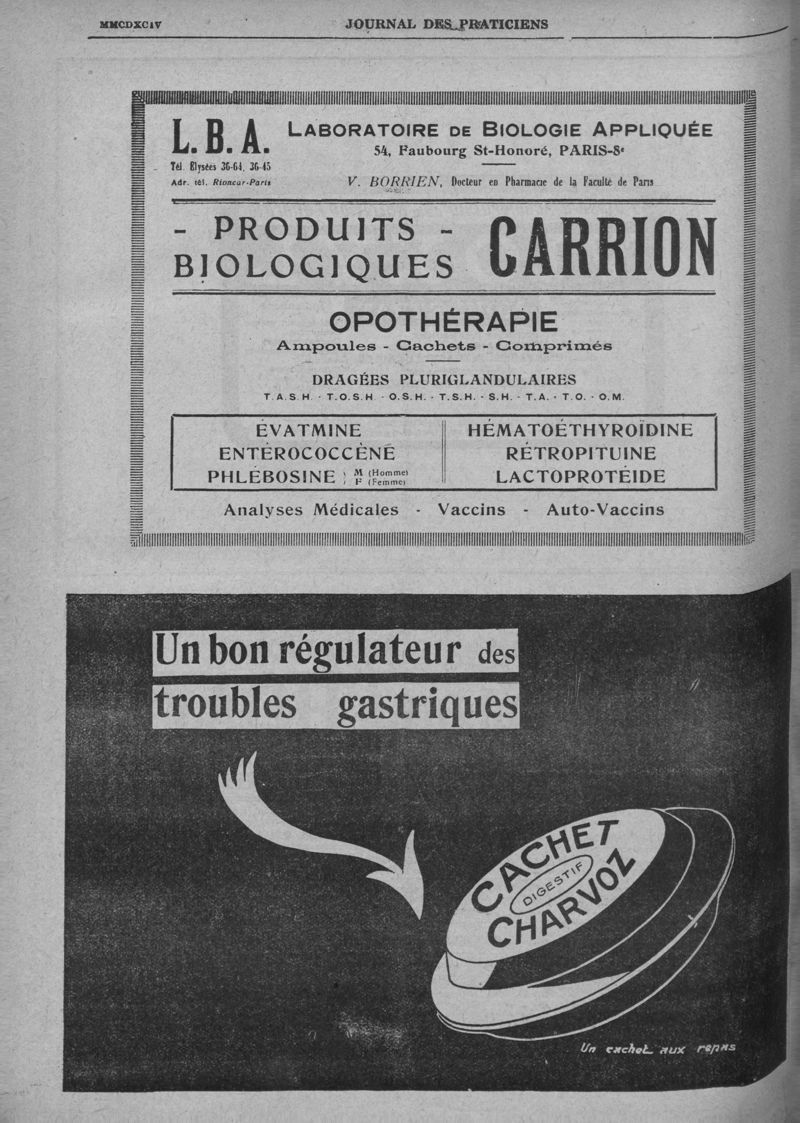 MMCDXCIV
JOURNAL DES PRATICIENS
L. B. A.
Tél. Elysées 36-64, 36-45
Adr. tél. Rioncar-Paris
LABORATOIRE DE BIOLOGIE APPLIQUÉE
54, Faubourg St-Honoré, PARIS-8e
V. BORRIEN, Docteur en Pharmacie de la Faculté de Paris
- PRODUITS -
BIOLOGIQUES
CARRION
OPOTHÉRAPIE
Ampoules - Cachets - Comprimés
DRAGÉES PLURIGLANDULAIRES
T.A.S.H. - T.O.S.H. - O.S.H. - T.S.H. - S.H. - T.A. - T.O. - O.M.
ÉVATMINE
ENTÉROCOCCÉNE
PHLÉBOSINE M (Homme)
F (Femme)
HÉMATOÉTHYROÏDINE
RÉTROPITUINE
LACTOPROTÉIDE
Analyses Médicales - Vaccins - Auto-Vaccins
Un bon régulateur des
troubles gastriques
CACHET
DIGESTIF
CHARVOZ
Un cachet aux repas